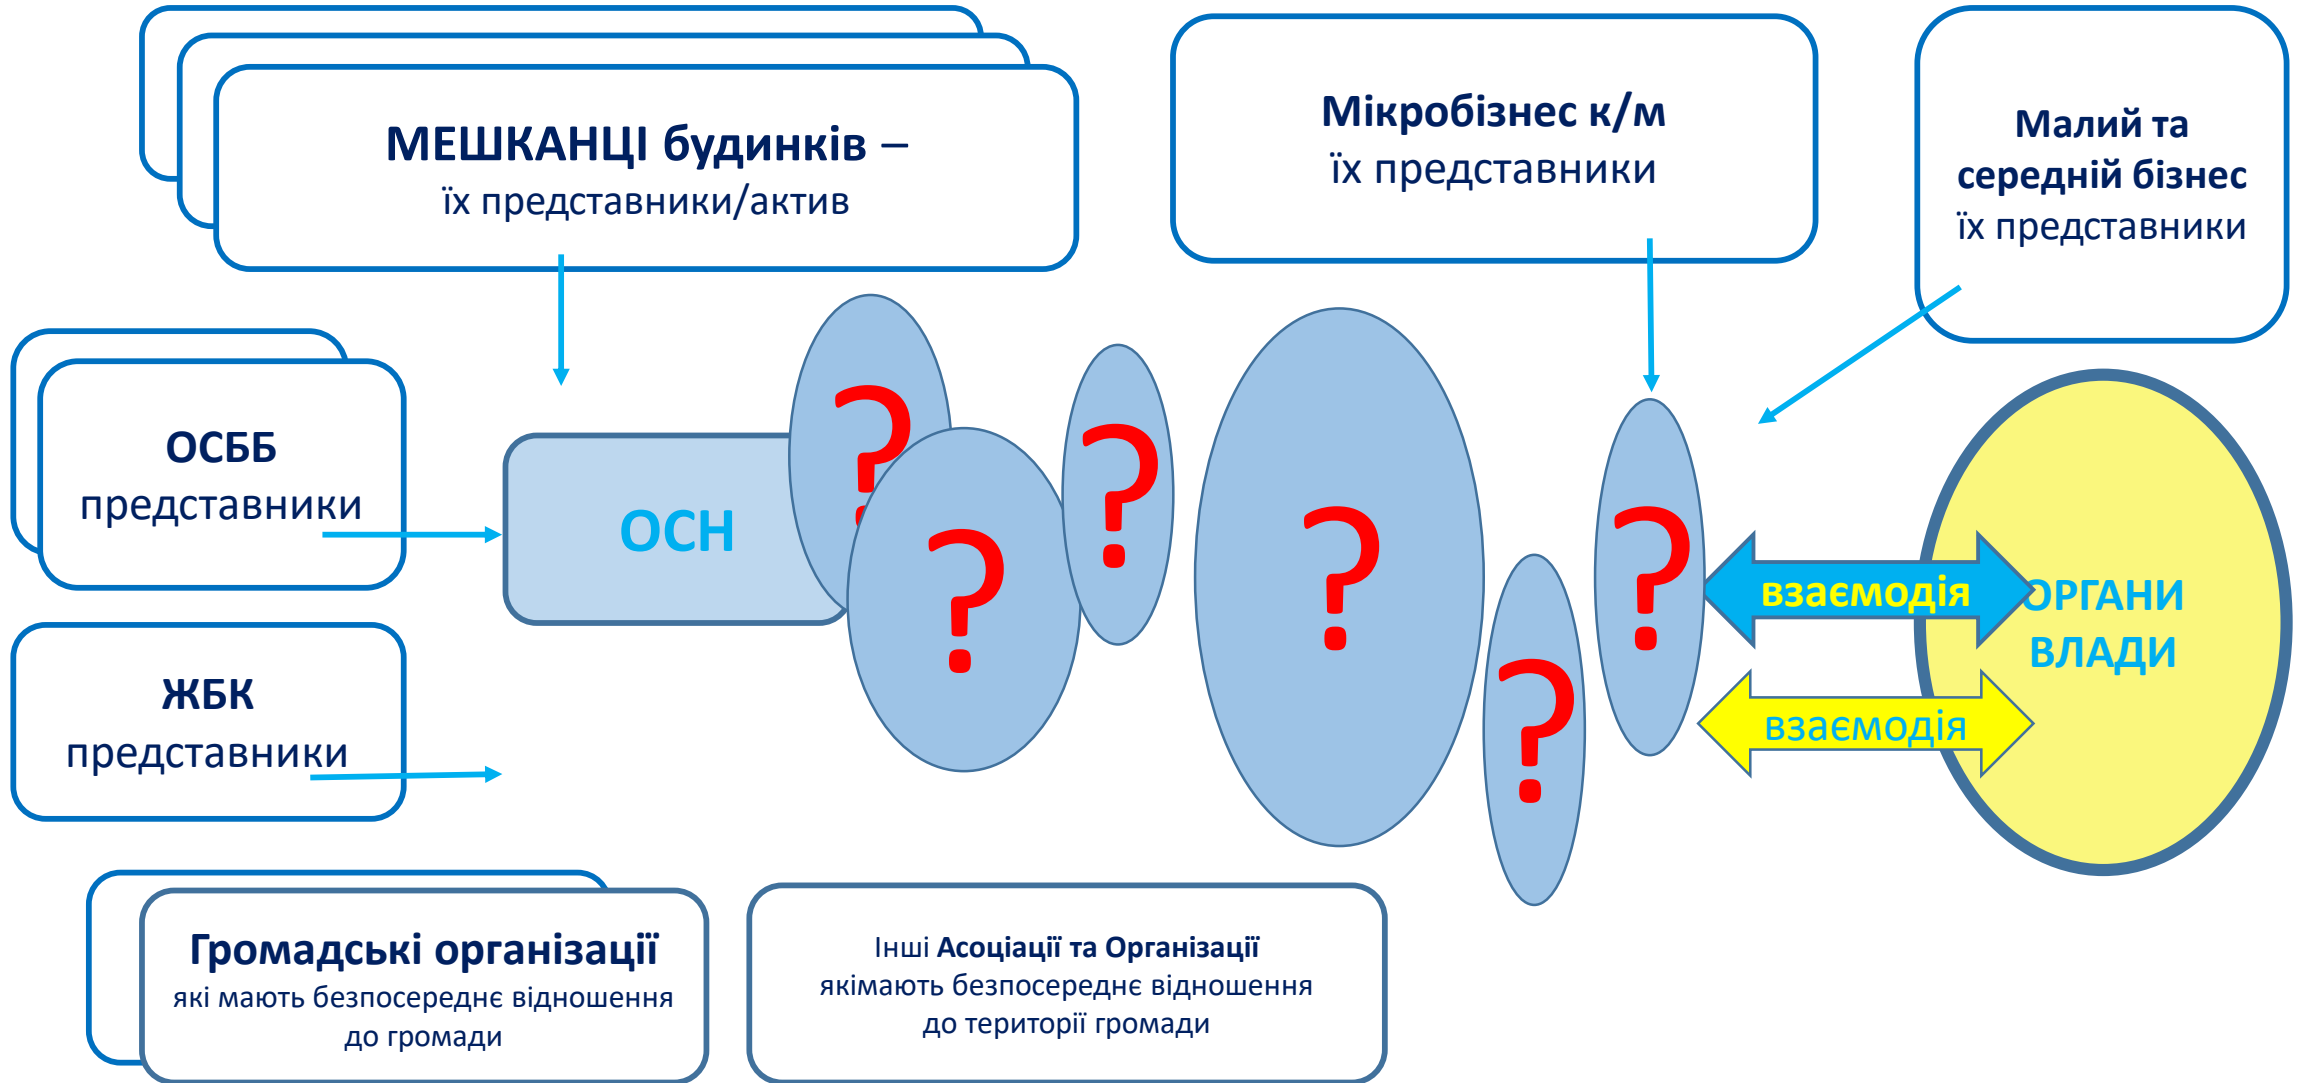 МЕШКАНЦІ будинків –
їх представники/актив
Мікробізнес к/м
їх представники
Малий та
середній бізнес
їх представники
ОСББ
представники
ОСН
?
?
?
?
?
?
взаємодія
ОРГАНИ
ВЛАДИ
взаємодія
ЖБК
представники
Громадські організації
які мають безпосереднє відношення
до громади
Інші Асоціації та Організації
якімають безпосереднє відношення
до території громади